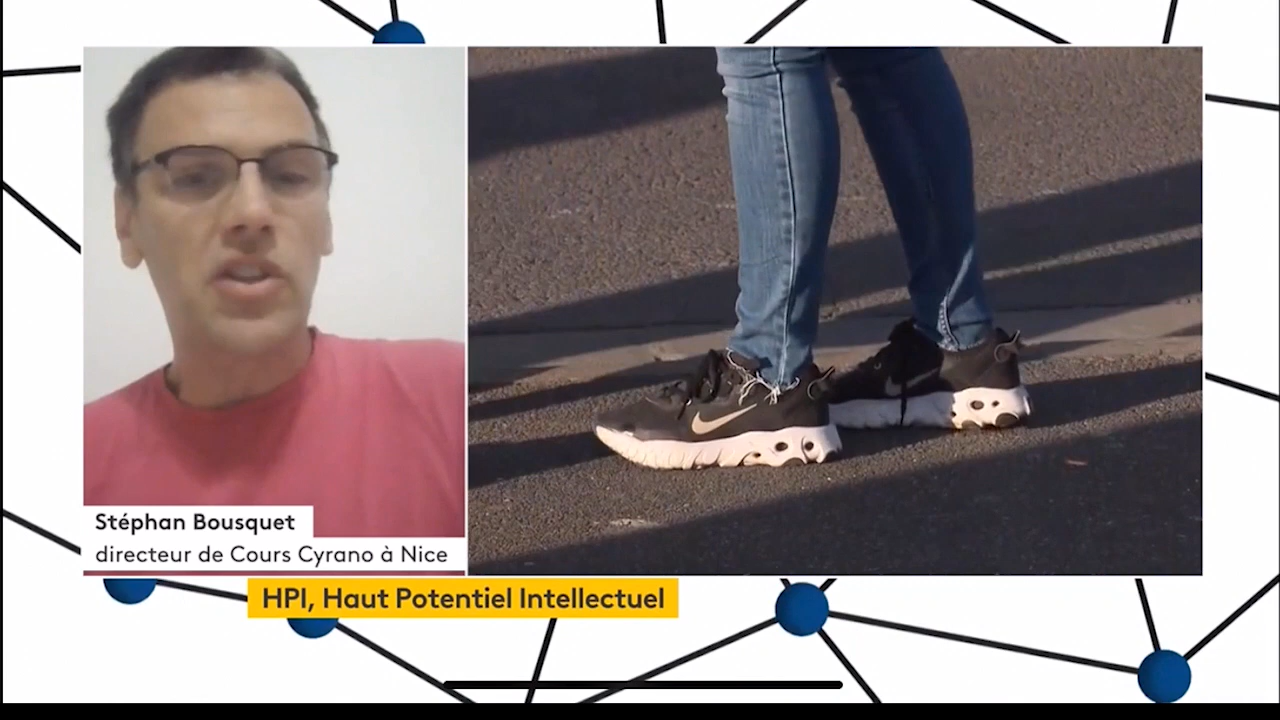 Stéphan Bousquet
directeur de Cours Cyrano à Nice
HPI, Haut Potentiel Intellectuel